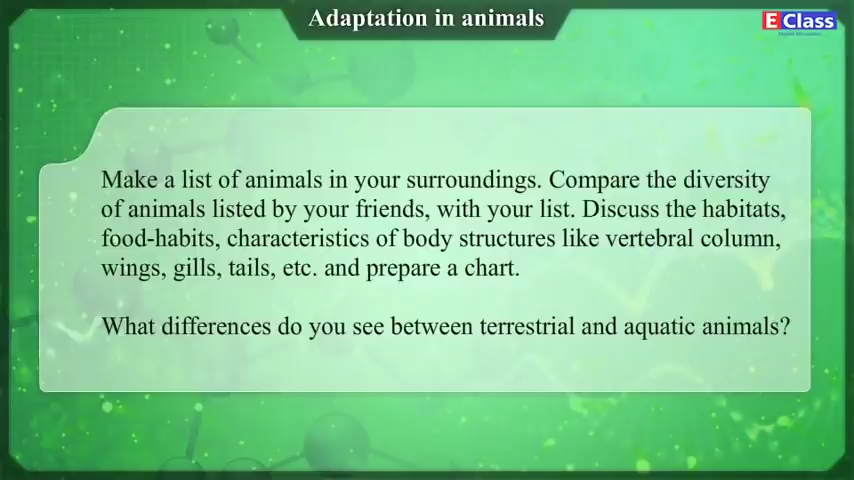 Adaptation in animals
E Class
Make a list of animals in your surroundings. Compare the diversity
of animals listed by your friends, with your list. Discuss the habitats,
food-habits, characteristics of body structures like vertebral column,
wings, gills, tails, etc. and prepare a chart.
What differences do you see between terrestrial and aquatic animals?